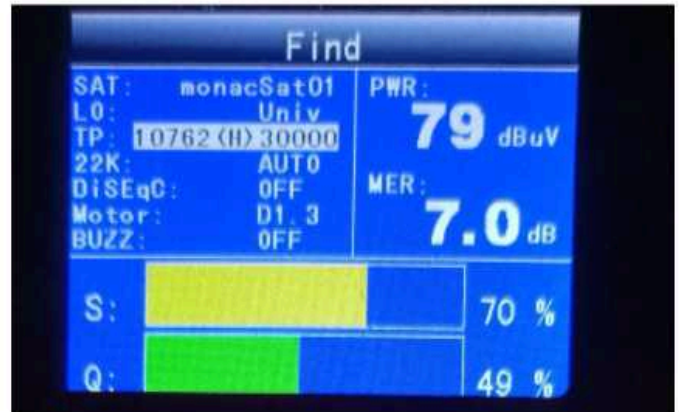 Find
SAT: monacSat01
LO: Univ
TP: 10762(H)30000
22K: AUTO
DiSEqC: OFF
Motor: D1.3
BUZZ: OFF
PWR:
79 dBuV
MER:
7.0 dB
S: 70 %
Q: 49 %